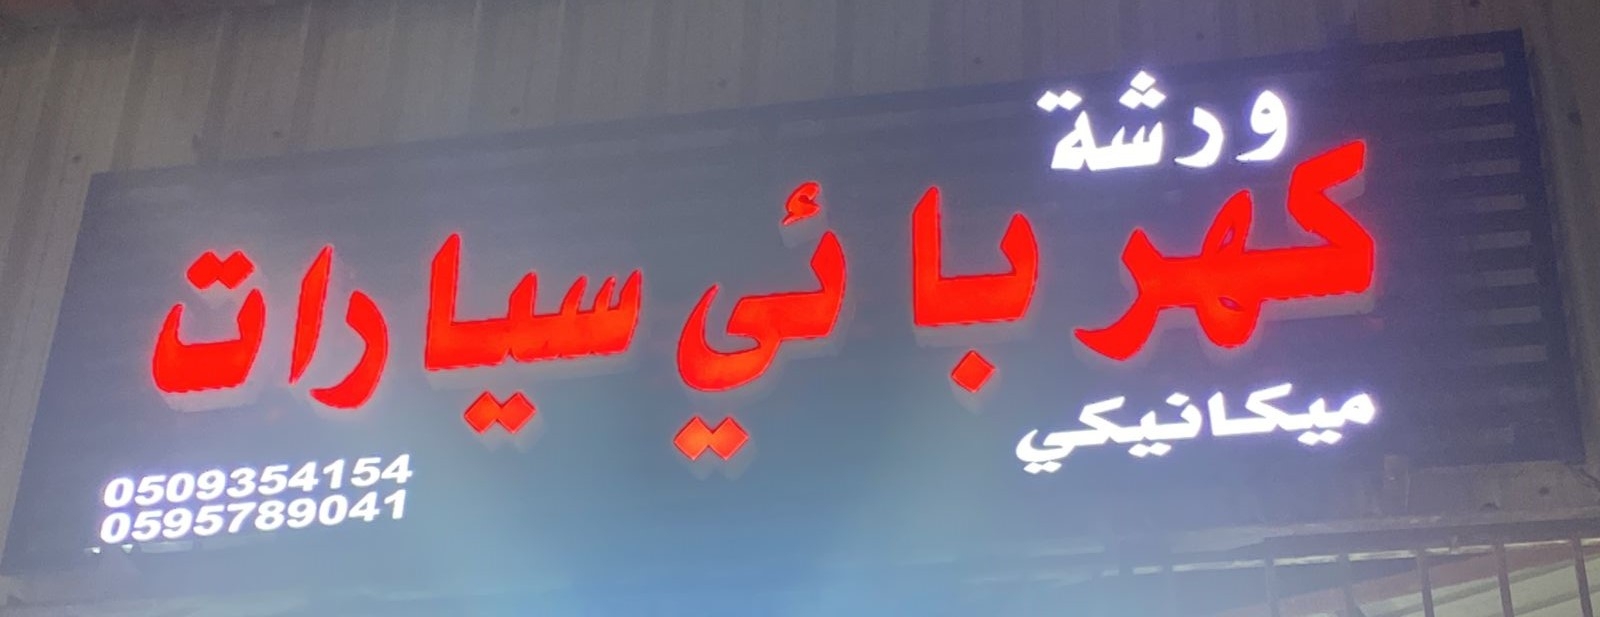 ورشة
كهربائي سيارات
ميكانيكي
0509354154
0595789041